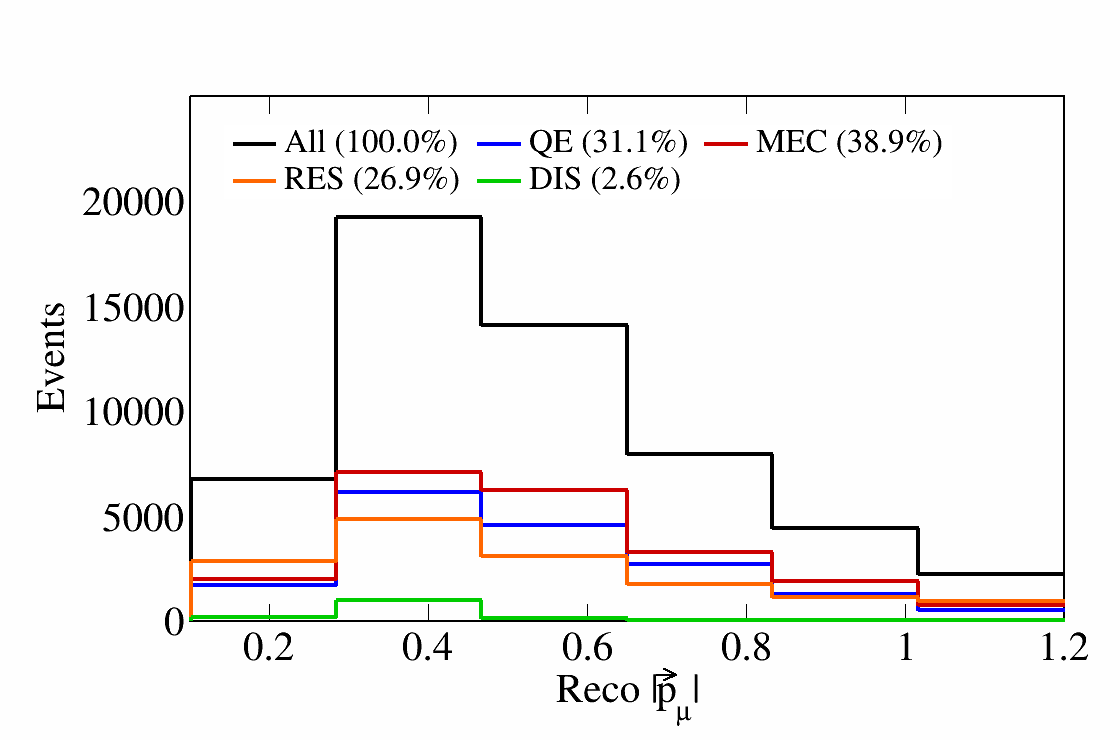 All (100.0%) QE (31.1%) MEC (38.9%)
RES (26.9%) DIS (2.6%)
20000
15000
10000
5000
0
Events
0.2 0.4 0.6 0.8 1 1.2
Reco |p⃗_μ|